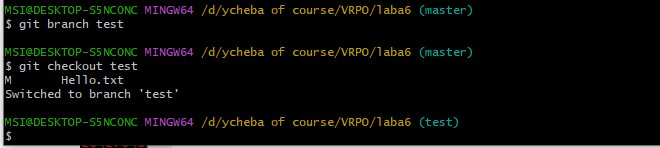 MSI@DESKTOP-S5NCONC MINGW64 /d/ycheba of course/VRPO/laba6 (master)
$ git branch test
MSI@DESKTOP-S5NCONC MINGW64 /d/ycheba of course/VRPO/laba6 (master)
$ git checkout test
M       Hello.txt
Switched to branch 'test'
MSI@DESKTOP-S5NCONC MINGW64 /d/ycheba of course/VRPO/laba6 (test)
$